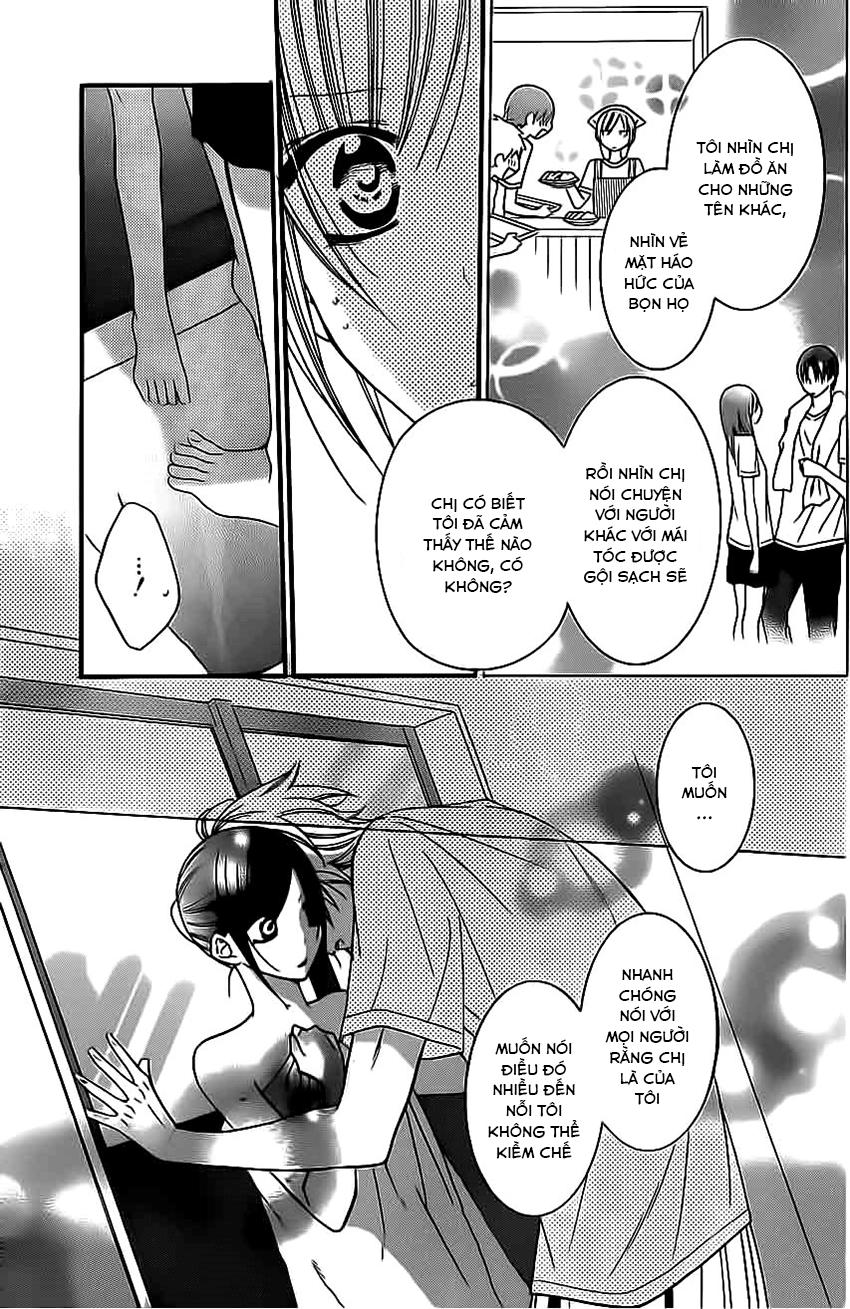 TÔI NHÌN CHỊ
LÀM ĐỒ ĂN
CHO NHỮNG
TÊN KHÁC,
NHÌN VẺ
MẶT HÁO
HỨC CỦA
BỌN HỌ
RỒI NHÌN CHỊ
NÓI CHUYỆN
VỚI NGƯỜI
KHÁC VỚI MÁI
TÓC ĐƯỢC
GỘI SẠCH SẼ
CHỊ CÓ BIẾT
TÔI ĐÃ CẢM
THẤY THẾ NÀO
KHÔNG, CÓ
KHÔNG?
...!
TÔI
MUỐN
...
NHANH
CHÓNG
NÓI VỚI
MỌI NGƯỜI
RẰNG CHỊ
LÀ CỦA
TÔI
MUỐN NÓI
ĐIỀU ĐÓ
NHIỀU ĐẾN
NỖI TÔI
KHÔNG THỂ
KIỀM CHẾ